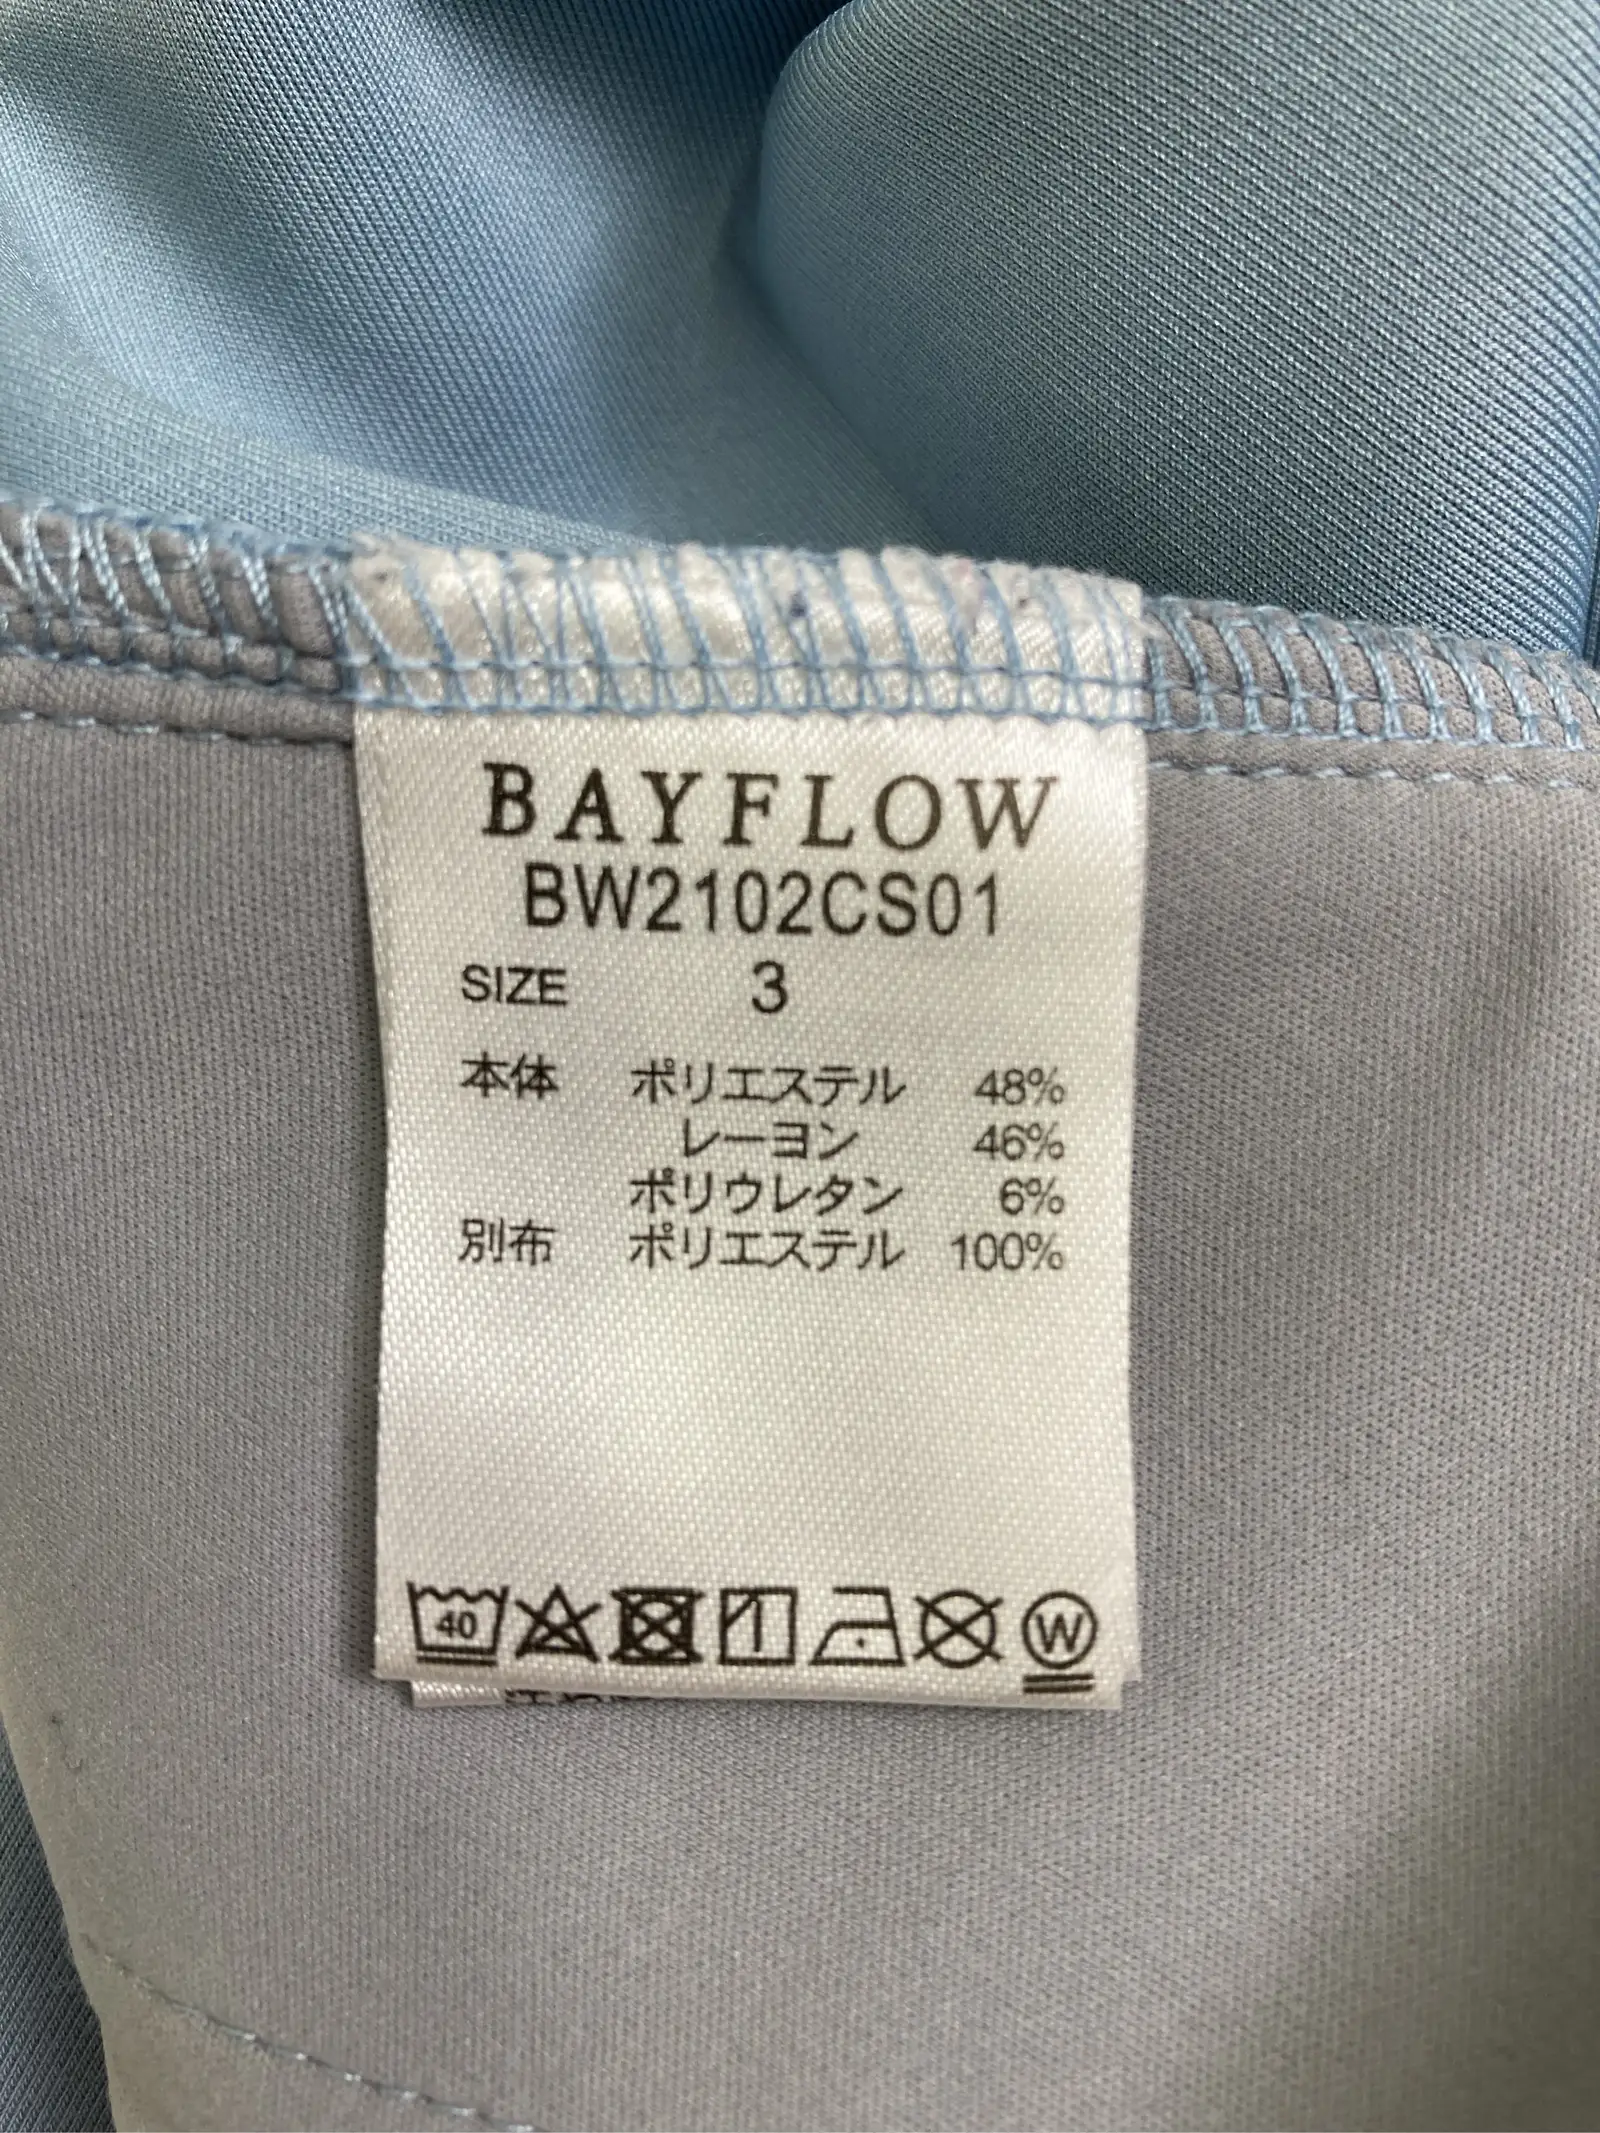 BAYFLOW
BW2102CS01
SIZE 3
本体 ポリエステル 48%
レーヨン 46%
ポリウレタン 6%
別布 ポリエステル 100%
40 W